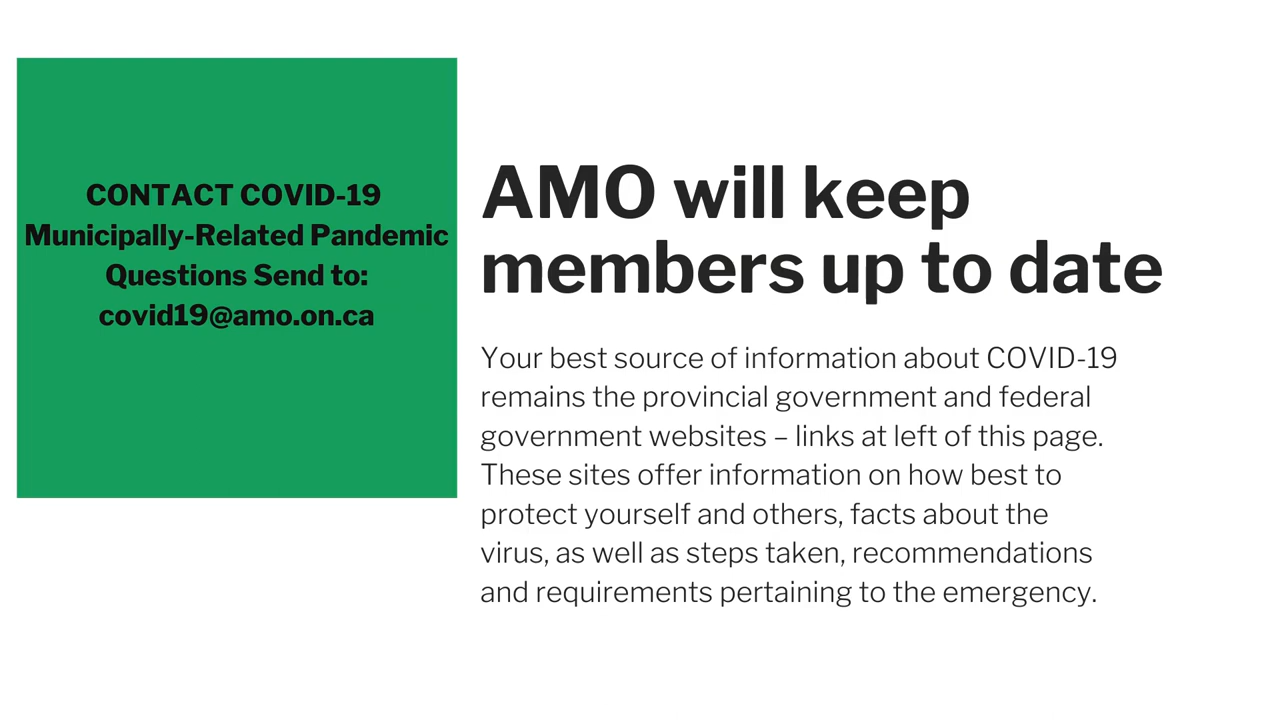 CONTACT COVID-19
Municipally-Related Pandemic
Questions Send to:
covid19@amo.on.ca
AMO will keep
members up to date
Your best source of information about COVID-19
remains the provincial government and federal
government websites – links at left of this page.
These sites offer information on how best to
protect yourself and others, facts about the
virus, as well as steps taken, recommendations
and requirements pertaining to the emergency.